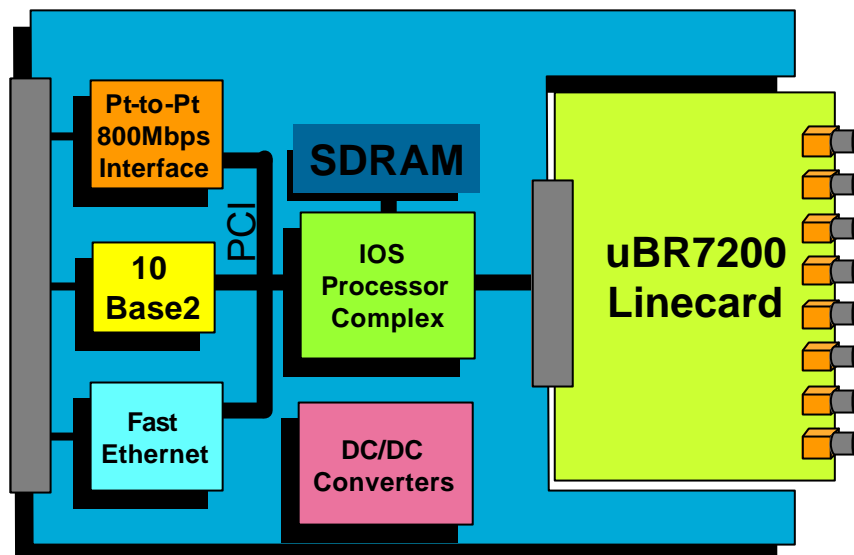 Pt-to-Pt
800Mbps
Interface
SDRAM
PCI
10
Base2
IOS
Processor
Complex
uBR7200
Linecard
Fast
Ethernet
DC/DC
Converters